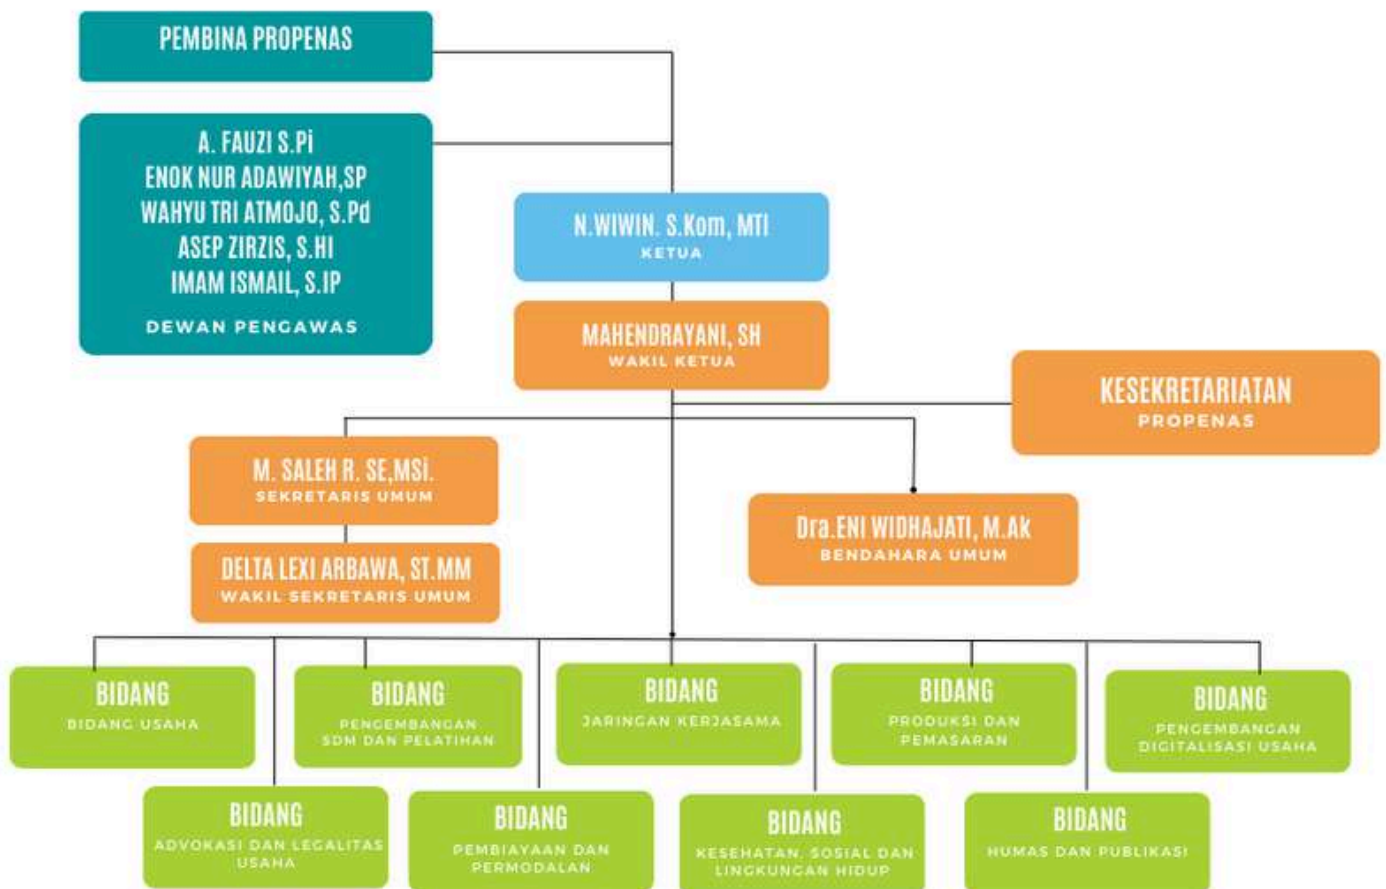 PEMBINA PROPENAS
A. FAUZI S.Pi
ENOK NUR ADAWIYAH,SP
WAHYU TRI ATMOJO, S.Pd
ASEP ZIRZIS, S.HI
IMAM ISMAIL, S.IP
DEWAN PENGAWAS
N.WIWIN. S.Kom, MTI
KETUA
MAHENDRAYANI, SH
WAKIL KETUA
KESEKRETARIATAN
PROPENAS
M. SALEH R. SE,MSi.
SEKRETARIS UMUM
DELTA LEXI ARBAWA, ST.MM
WAKIL SEKRETARIS UMUM
Dra.ENI WIDHAJATI, M.Ak
BENDAHARA UMUM
BIDANG
BIDANG USAHA
BIDANG
PENGEMBANGAN
SDM DAN PELATIHAN
BIDANG
JARINGAN KERJASAMA
BIDANG
PRODUKSI DAN
PEMASARAN
BIDANG
PENGEMBANGAN
DIGITALISASI USAHA
BIDANG
ADVOKASI DAN LEGALITAS
USAHA
BIDANG
PEMBIAYAAN DAN
PERMODALAN
BIDANG
KESEHATAN, SOSIAL DAN
LINGKUNGAN HIDUP
BIDANG
HUMAS DAN PUBLIKASI